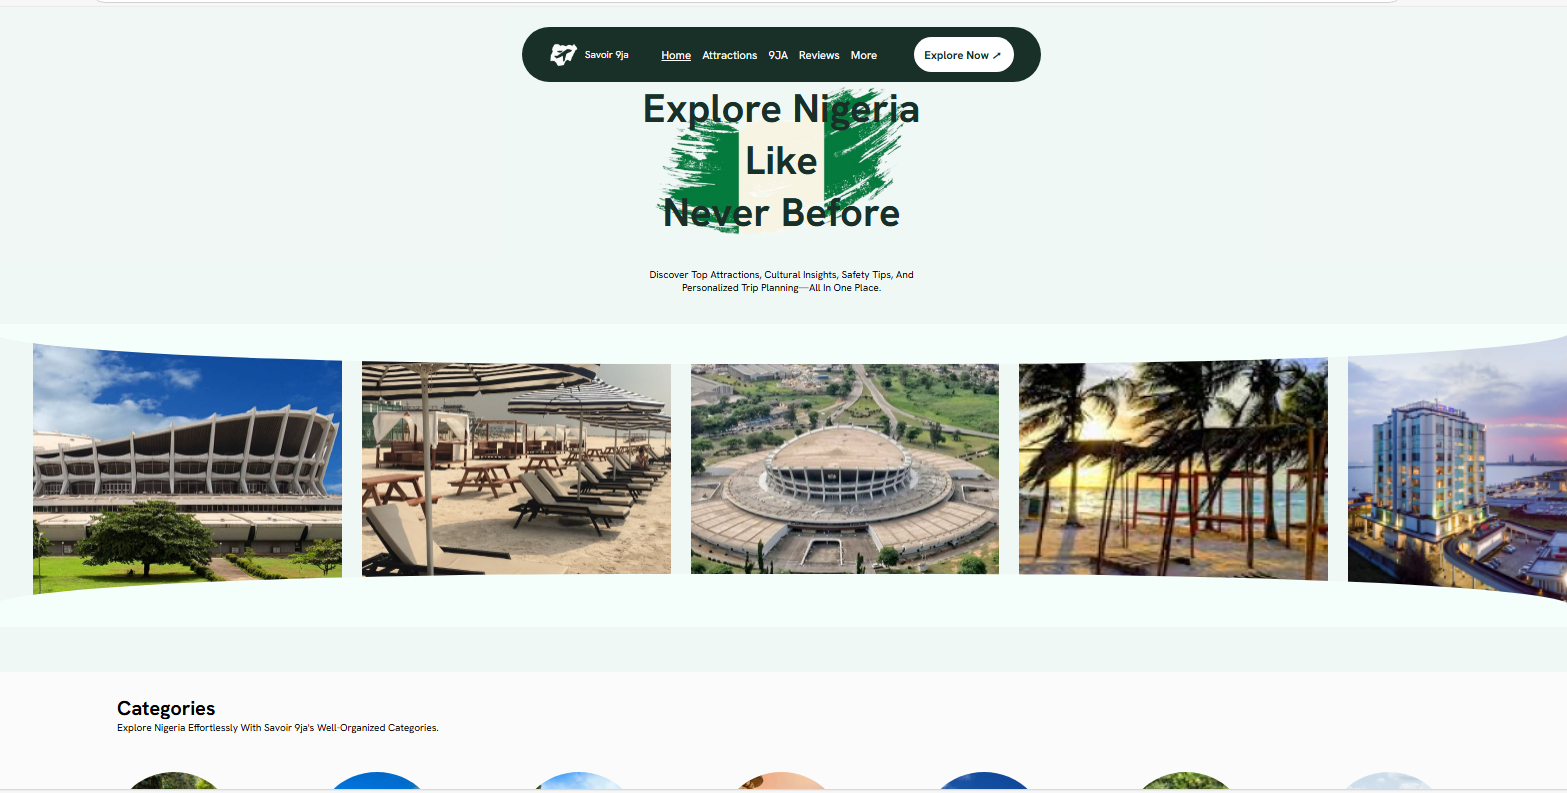 Savoir 9ja Home Attractions 9JA Reviews More Explore Now ↗
Explore Nigeria
Like
Never Before
Discover Top Attractions, Cultural Insights, Safety Tips, And
Personalized Trip Planning—All In One Place.
Categories
Explore Nigeria Effortlessly With Savoir 9ja's Well-Organized Categories.